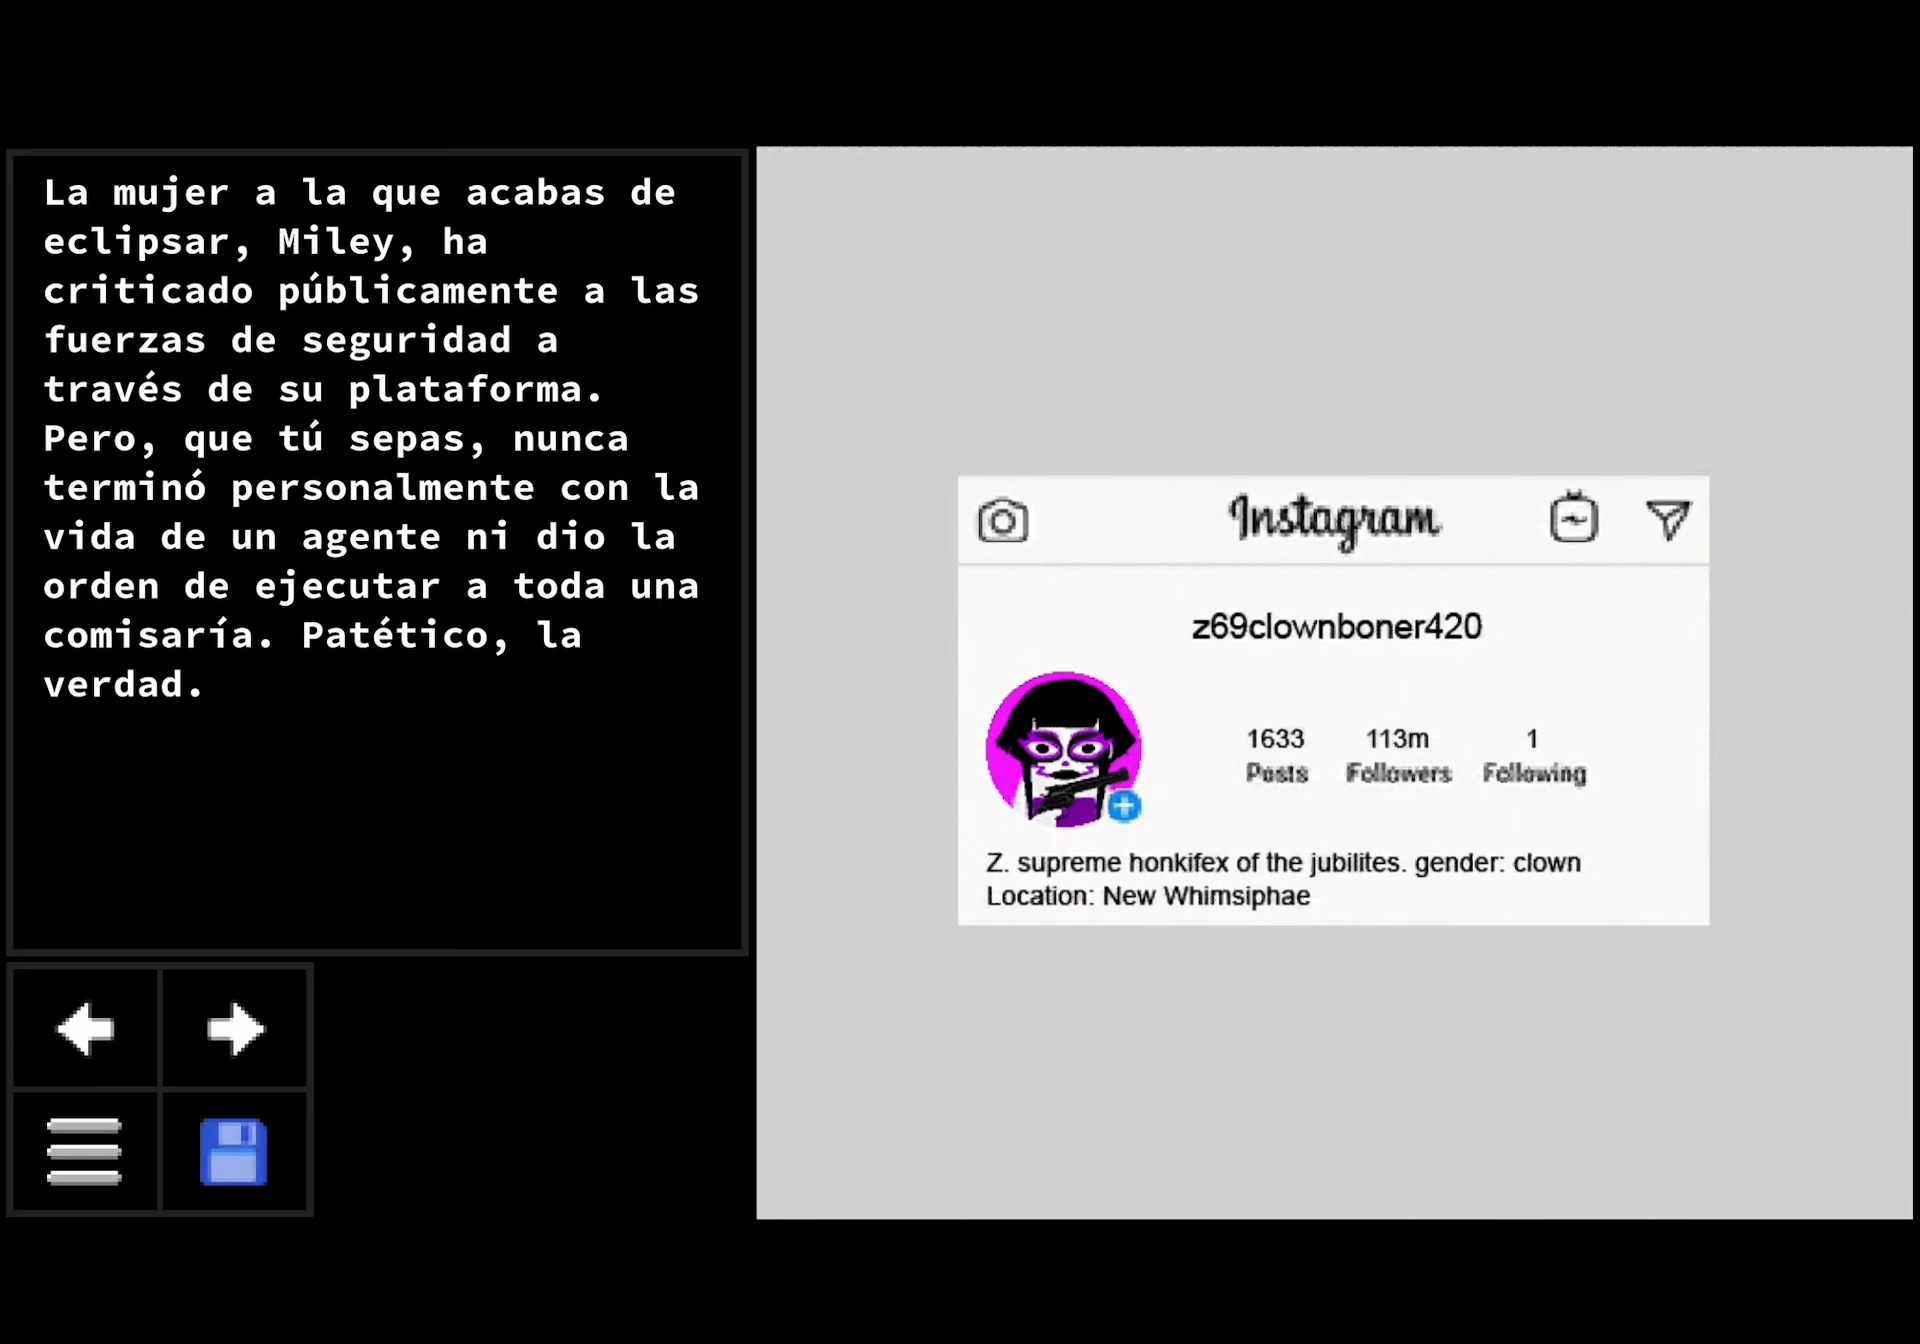 La mujer a la que acabas de
eclipsar, Miley, ha
criticado públicamente a las
fuerzas de seguridad a
través de su plataforma.
Pero, que tú sepas, nunca
terminó personalmente con la
vida de un agente ni dio la
orden de ejecutar a toda una
comisaría. Patético, la
verdad.
Instagram
z69clownboner420
1633 113m 1
Posts Followers Following
Z. supreme honkifex of the jubilites. gender: clown
Location: New Whimsiphae